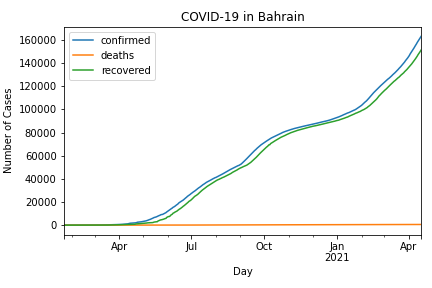 COVID-19 in Bahrain
confirmed
deaths
recovered
160000
140000
120000
100000
80000
60000
40000
20000
0
Number of Cases
Apr
Jul
Oct
Jan
2021
Apr
Day